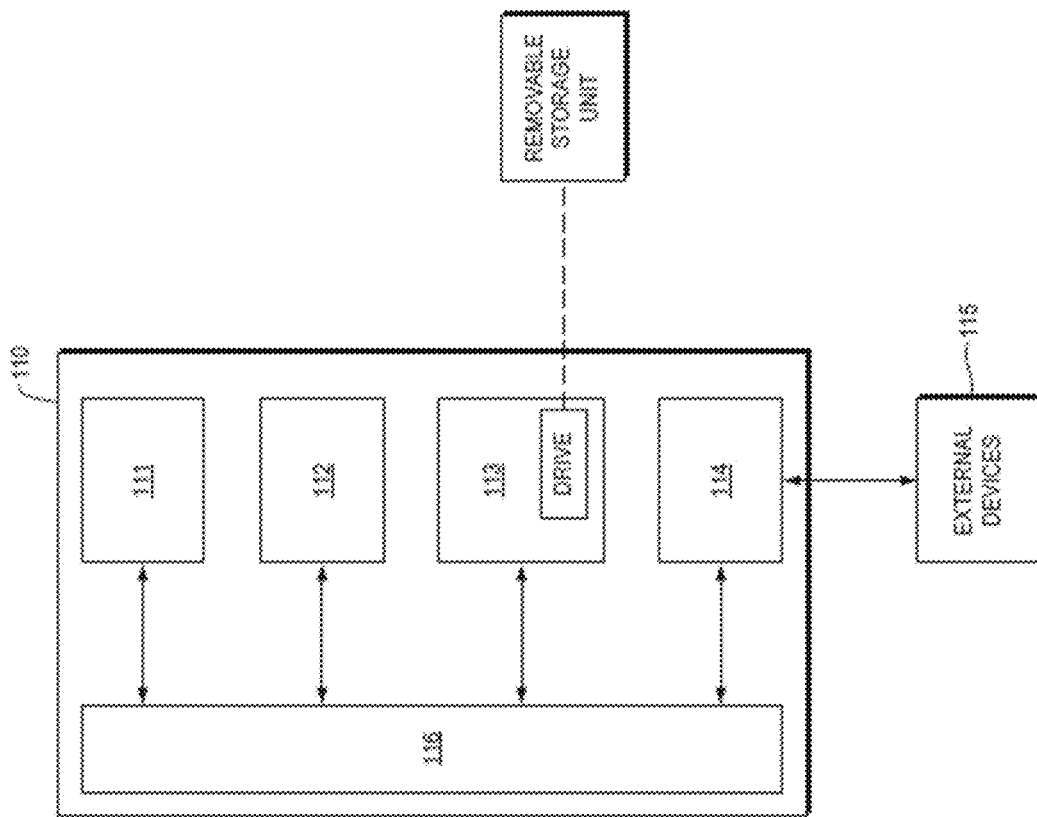 110
111
112
113
DRIVE
114
116
REMOVABLE
STORAGE
UNIT
115
EXTERNAL
DEVICES